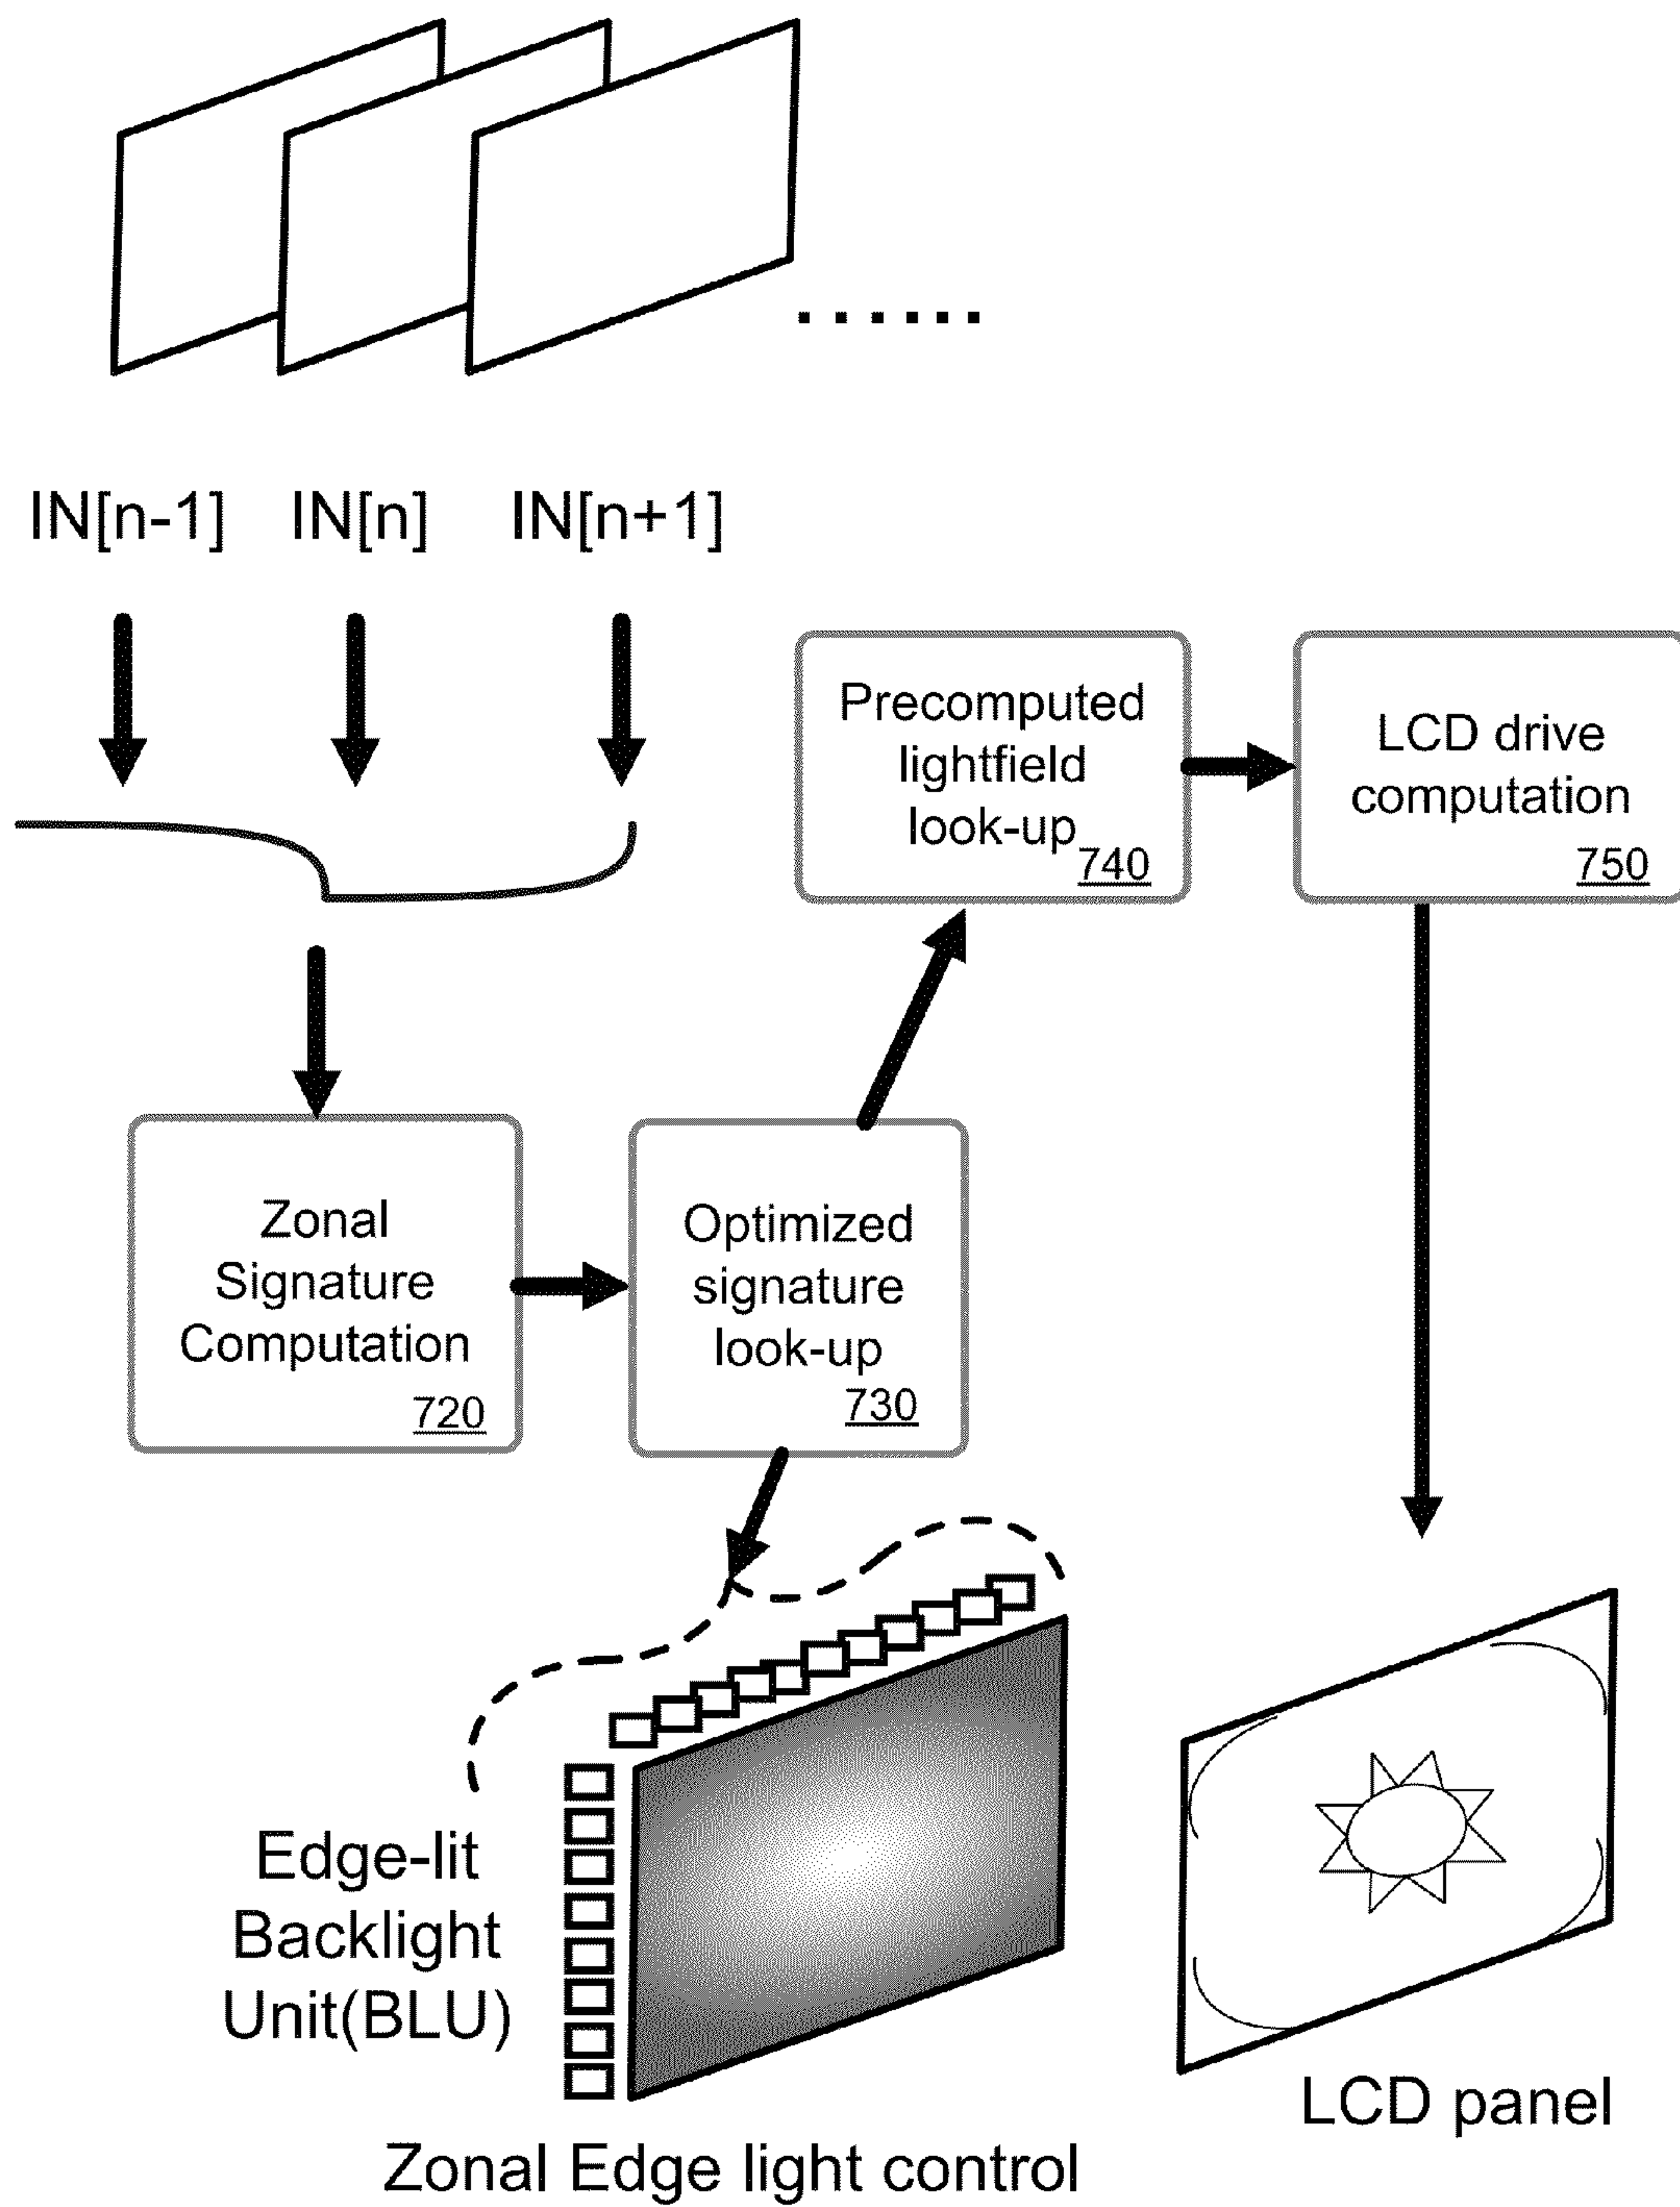 IN[n-1] IN[n] IN[n+1]
Precomputed
lightfield
look-up
740
LCD drive
computation
750
Zonal
Signature
Computation
720
Optimized
signature
look-up
730
Edge-lit
Backlight
Unit(BLU)
LCD panel
Zonal Edge light control